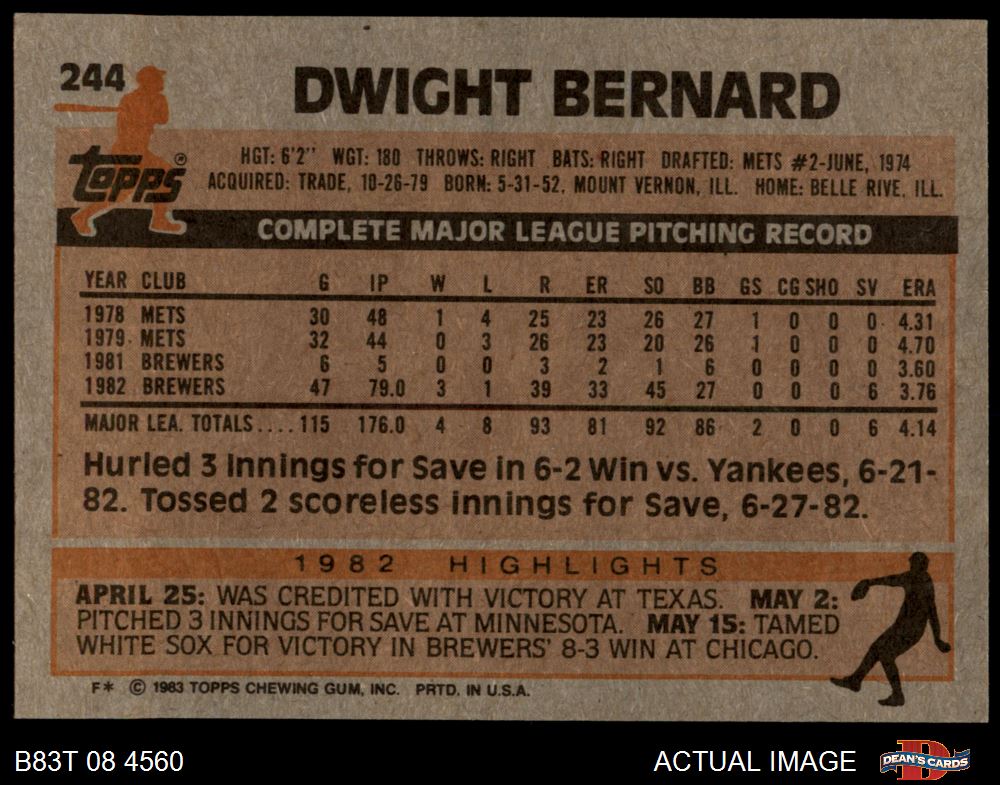 244
DWIGHT BERNARD
topps®
HGT: 6'2" WGT: 180 THROWS: RIGHT BATS: RIGHT DRAFTED: METS #2-JUNE, 1974
ACQUIRED: TRADE, 10-26-79 BORN: 5-31-52, MOUNT VERNON, ILL. HOME: BELLE RIVE, ILL.
COMPLETE MAJOR LEAGUE PITCHING RECORD
YEAR CLUB G IP W L R ER SO BB GS CG SHO SV ERA
1978 METS 30 48 1 4 25 23 26 27 1 0 0 0 4.31
1979 METS 32 44 0 3 26 23 20 26 1 0 0 0 4.70
1981 BREWERS 6 5 0 0 3 2 1 6 0 0 0 0 3.60
1982 BREWERS 47 79.0 3 1 39 33 45 27 0 0 0 6 3.76
MAJOR LEA. TOTALS.... 115 176.0 4 8 93 81 92 86 2 0 0 6 4.14
Hurled 3 Innings for Save in 6-2 Win vs. Yankees, 6-21-
82. Tossed 2 scoreless innings for Save, 6-27-82.
1982 HIGHLIGHTS
APRIL 25: WAS CREDITED WITH VICTORY AT TEXAS. MAY 2:
PITCHED 3 INNINGS FOR SAVE AT MINNESOTA. MAY 15: TAMED
WHITE SOX FOR VICTORY IN BREWERS' 8-3 WIN AT CHICAGO.
F* © 1983 TOPPS CHEWING GUM, INC. PRTD. IN U.S.A.
B83T 08 4560
ACTUAL IMAGE
D
DEAN'S CARDS